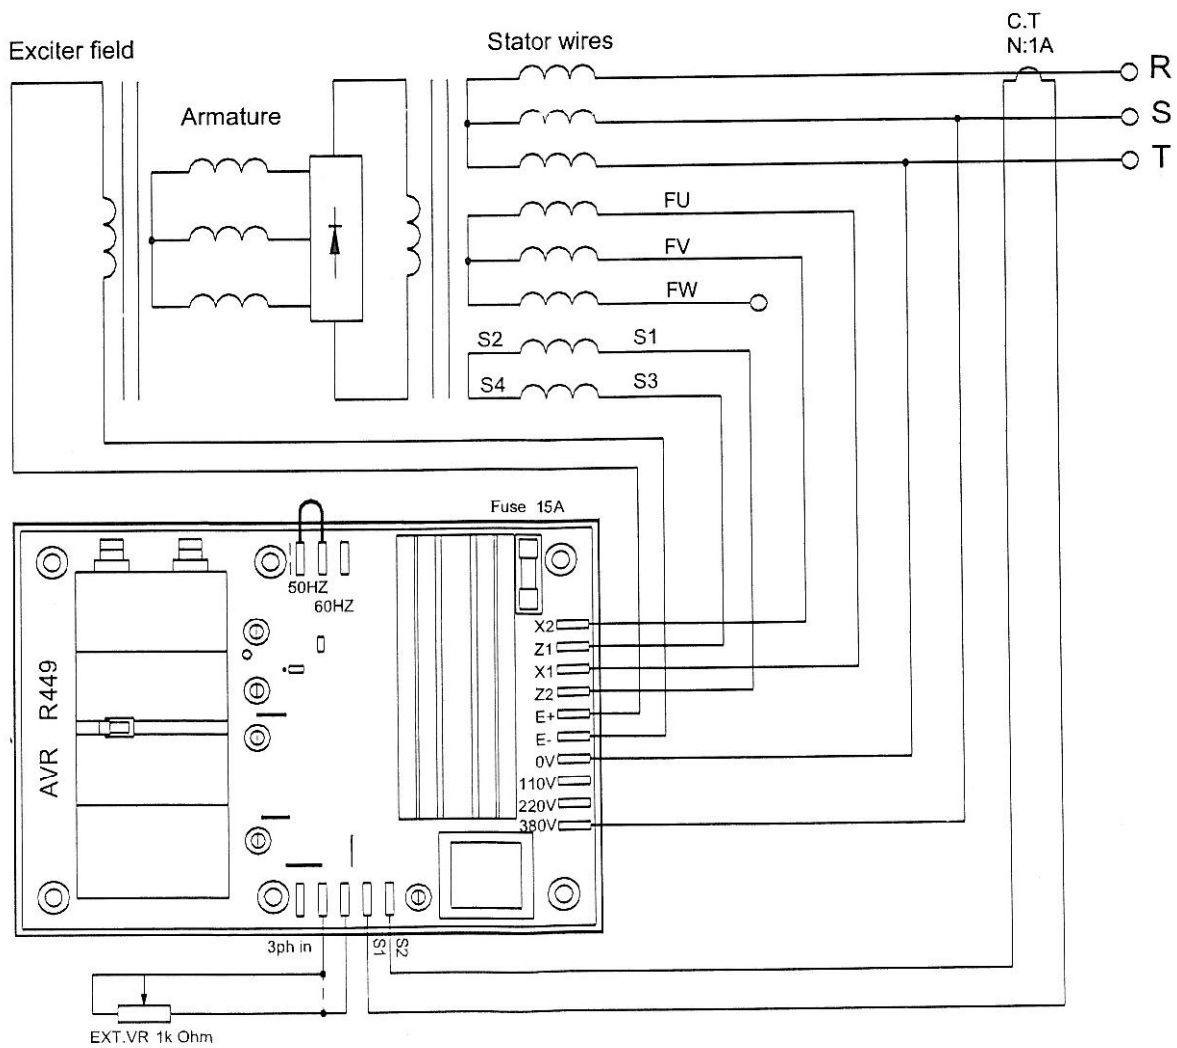 C.T
N:1A
Exciter field
Stator wires
R
Armature
S
T
FU
FV
FW
S2 S1
S4 S3
Fuse 15A
50HZ
60HZ
X2
Z1
X1
Z2
AVR R449
E+
E-
0V
110V
220V
380V
3ph in
S1
S2
EXT.VR 1k Ohm